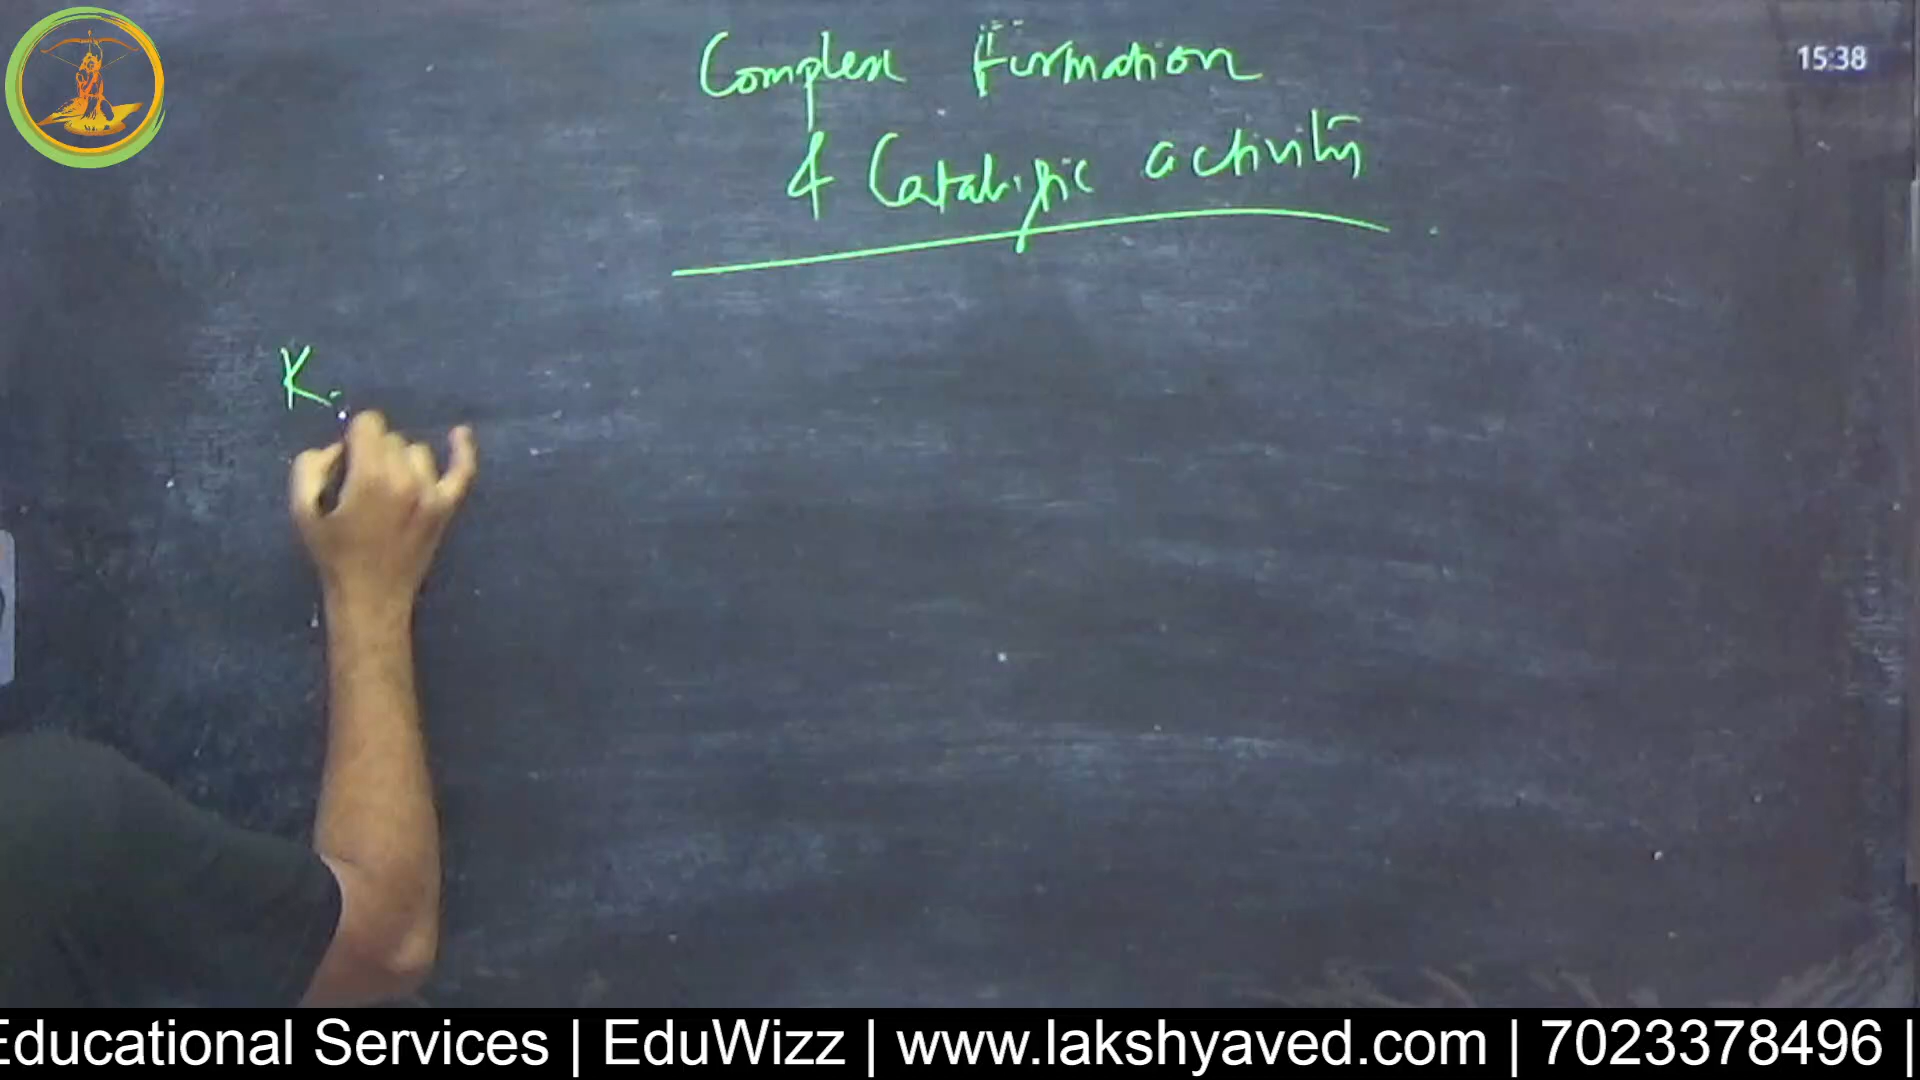 15:38
Complex Formation
& Catalytic activity
K
Educational Services | EduWizz | www.lakshyaved.com | 7023378496 |